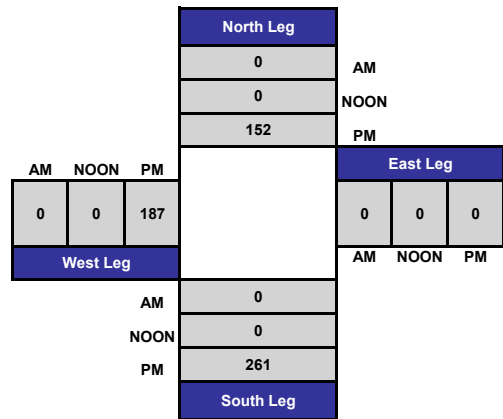 North Leg
0 AM
0 NOON
152 PM
AM NOON PM East Leg
0 0 187 0 0 0
West Leg AM NOON PM
AM 0
NOON 0
PM 261
South Leg